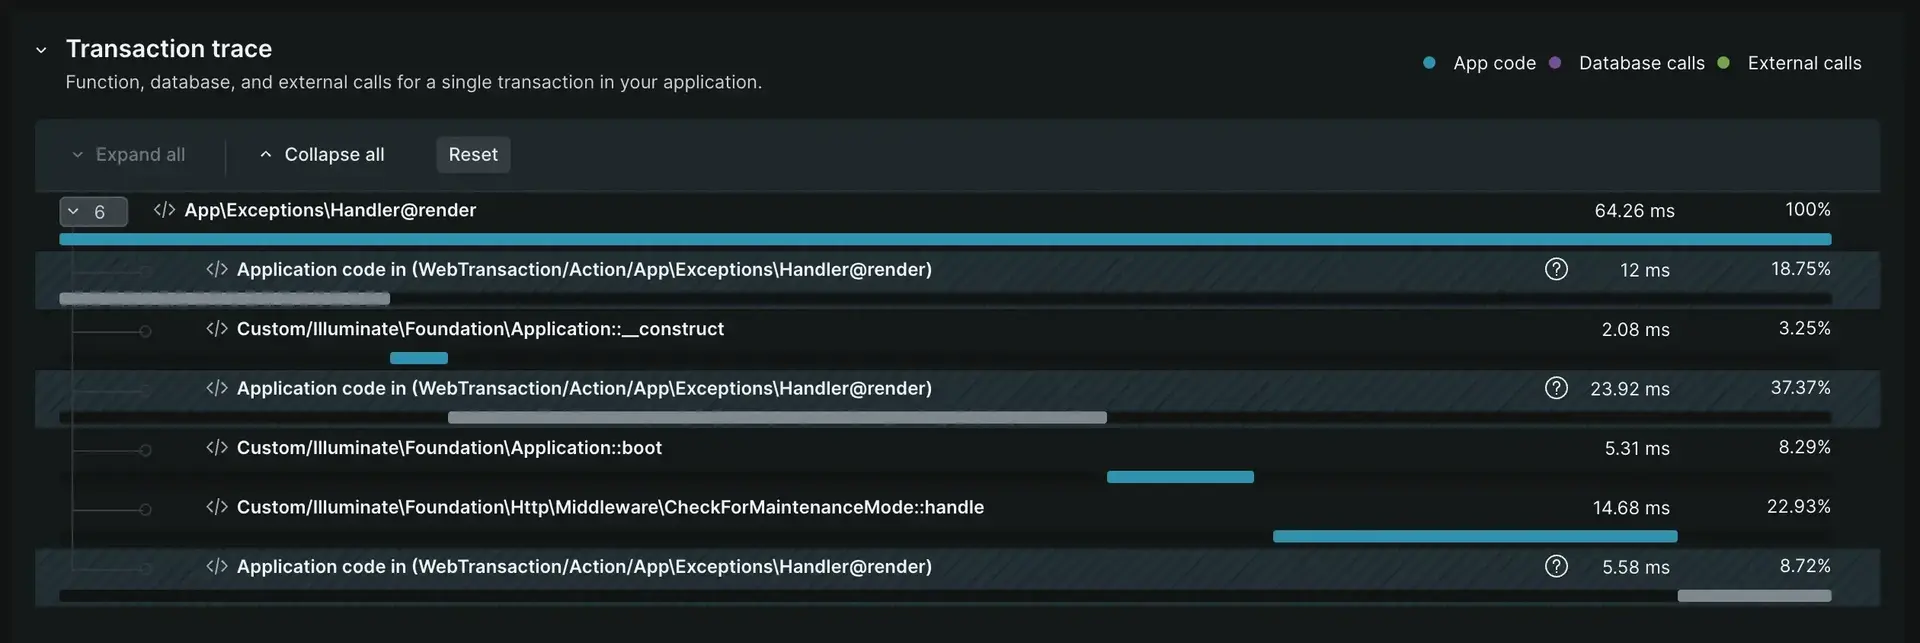 Transaction trace
Function, database, and external calls for a single transaction in your application.
App code Database calls External calls
Expand all Collapse all Reset
6 </> App\Exceptions\Handler@render 64.26 ms 100%
</> Application code in (WebTransaction/Action/App\Exceptions\Handler@render) ? 12 ms 18.75%
</> Custom/Illuminate\Foundation\Application::__construct 2.08 ms 3.25%
</> Application code in (WebTransaction/Action/App\Exceptions\Handler@render) ? 23.92 ms 37.37%
</> Custom/Illuminate\Foundation\Application::boot 5.31 ms 8.29%
</> Custom/Illuminate\Foundation\Http\Middleware\CheckForMaintenanceMode::handle 14.68 ms 22.93%
</> Application code in (WebTransaction/Action/App\Exceptions\Handler@render) ? 5.58 ms 8.72%